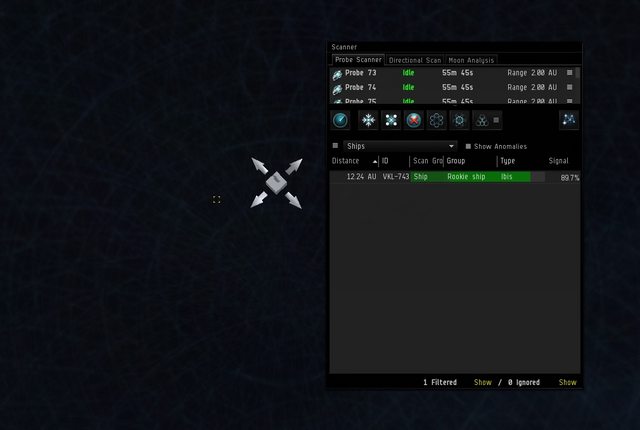 Scanner
Probe Scanner Directional Scan Moon Analysis
Probe 73 Idle 55m 45s Range 2.00 AU
Probe 74 Idle 55m 45s Range 2.00 AU
Probe 75 Idle 55m 45s Range 2.00 AU
Ships Show Anomalies
Distance ID Scan Gro Group Type Signal
12.24 AU VKL-743 Ship Rookie ship Ibis 89.7%
1 Filtered Show / 0 Ignored Show